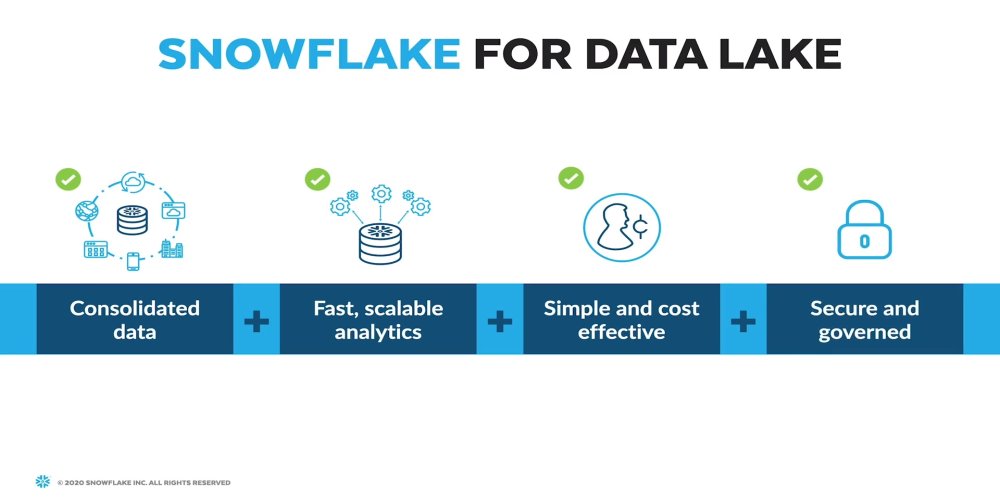 SNOWFLAKE FOR DATA LAKE
Consolidated
data
+
Fast, scalable
analytics
+
Simple and cost
effective
+
Secure and
governed
© 2020 SNOWFLAKE INC. ALL RIGHTS RESERVED